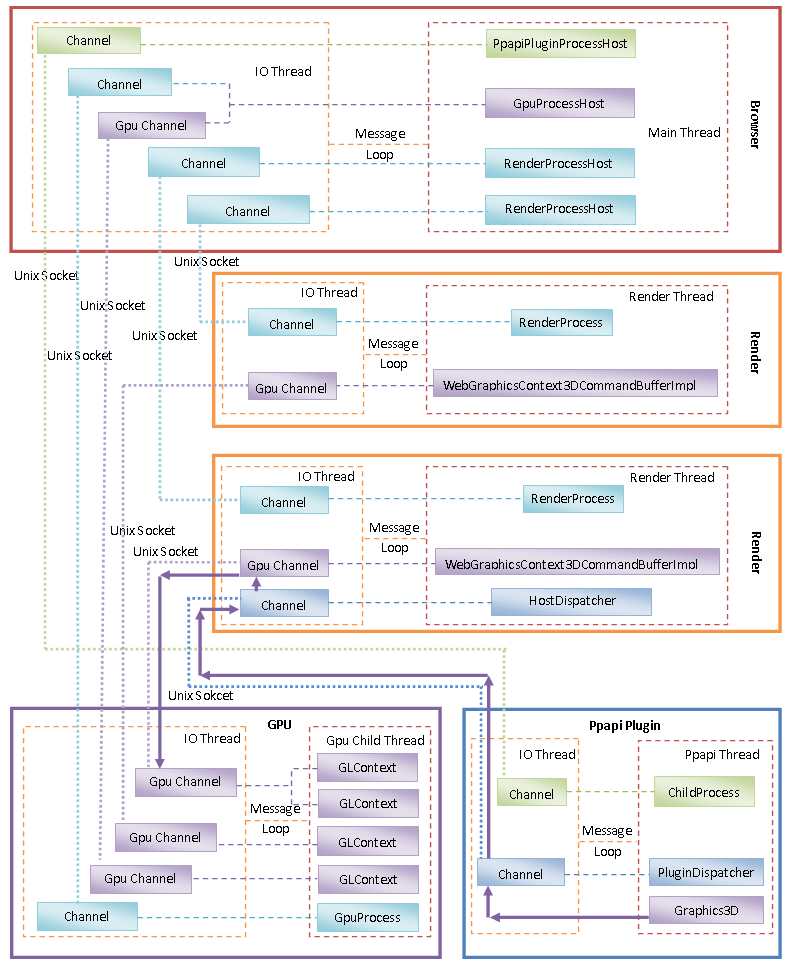 Channel
PpapiPluginProcessHost
IO Thread
Channel
GpuProcessHost
Gpu Channel
Message
Loop
Main Thread
Browser
Channel
RenderProcessHost
Channel
RenderProcessHost
Unix Socket
Unix Socket
Unix Socket
Unix Socket
Unix Socket
IO Thread
Render Thread
Channel
RenderProcess
Message
Loop
Render
Gpu Channel
WebGraphicsContext3DCommandBufferImpl
IO Thread
Render Thread
Channel
RenderProcess
Message
Loop
Render
Unix Socket
Unix Socket
Gpu Channel
WebGraphicsContext3DCommandBufferImpl
Channel
HostDispatcher
Unix Sokcet
GPU
IO Thread
Gpu Child Thread
Gpu Channel
GLContext
GLContext
Message
Loop
Gpu Channel
GLContext
Gpu Channel
GLContext
Channel
GpuProcess
Ppapi Plugin
IO Thread
Ppapi Thread
Channel
ChildProcess
Message
Loop
Channel
PluginDispatcher
Graphics3D